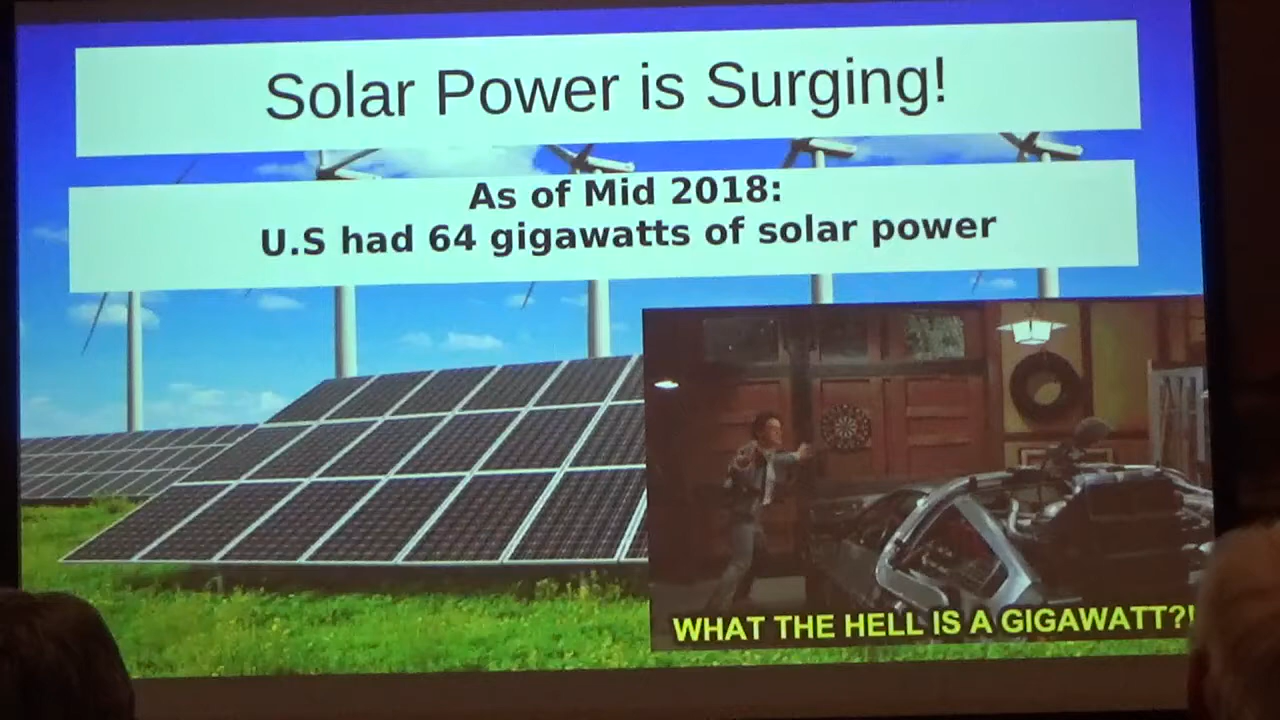 Solar Power is Surging!
As of Mid 2018:
U.S had 64 gigawatts of solar power
WHAT THE HELL IS A GIGAWATT?!